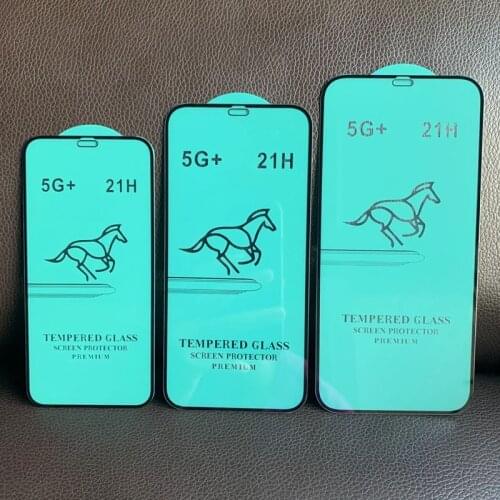 5G+ 21H
TEMPERED GLASS
SCREEN PROTECTOR
PREMIUM
5G+ 21H
TEMPERED GLASS
SCREEN PROTECTOR
PREMIUM
5G+ 21H
TEMPERED GLASS
SCREEN PROTECTOR
PREMIUM